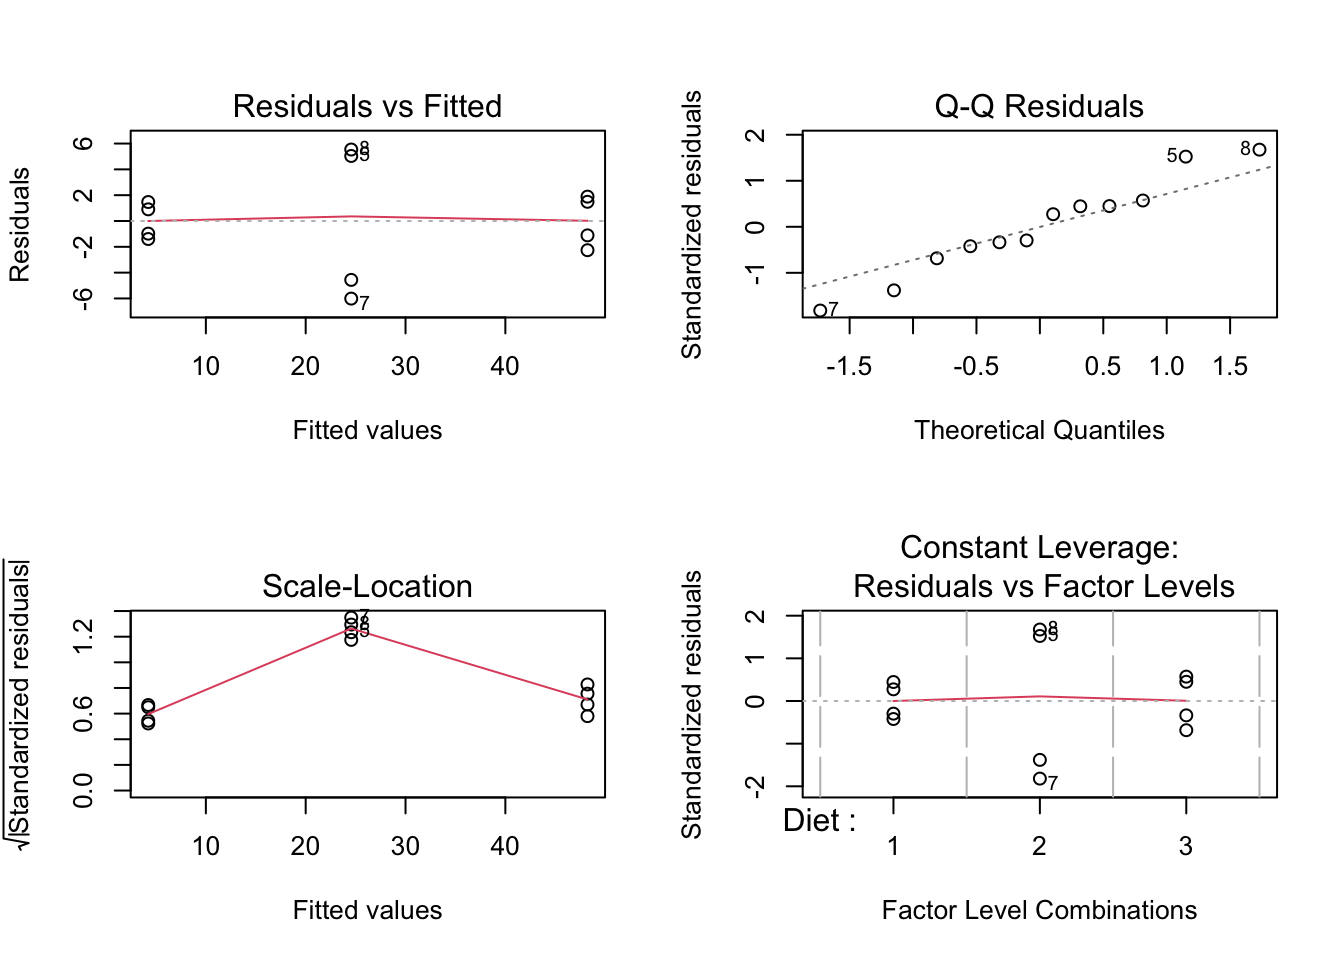 Residuals vs Fitted
Residuals
6
2
-2
-6
8
5
7
10 20 30 40
Fitted values
Q-Q Residuals
Standardized residuals
2
1
0
-1
5
8
7
-1.5 -0.5 0.5 1.0 1.5
Theoretical Quantiles
Scale-Location
√|Standardized residuals|
1.2
0.6
0.0
7
8
5
10 20 30 40
Fitted values
Constant Leverage:
Residuals vs Factor Levels
Standardized residuals
2
1
0
-2
8
5
7
Diet :
1 2 3
Factor Level Combinations